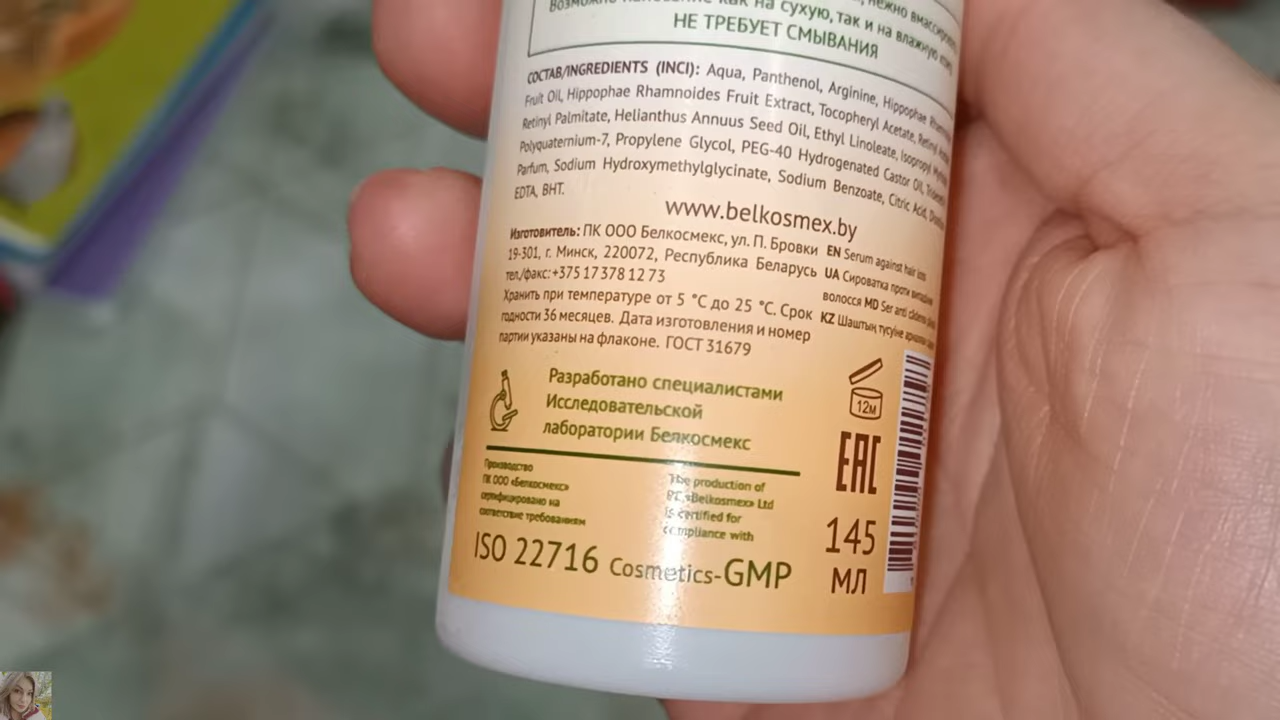 как на сухую, так и на влажную
НЕ ТРЕБУЕТ СМЫВАНИЯ
СОСТАВ/INGREDIENTS (INCI): Aqua, Panthenol, Arginine, Hippophae
Fruit Oil, Hippophae Rhamnoides Fruit Extract, Tocopheryl Acetate,
Retinyl Palmitate, Helianthus Annuus Seed Oil, Ethyl Linoleate, Isopropyl
Polyquaternium-7, Propylene Glycol, PEG-40 Hydrogenated Castor Oil,
Parfum, Sodium Hydroxymethylglycinate, Sodium Benzoate, Citric Acid,
EDTA, BHT.
www.belkosmex.by
Изготовитель: ПК ООО Белкосмекс, ул. П. Бровки
19-301, г. Минск, 220072, Республика Беларусь
тел./факс: +375 17 378 12 73
Хранить при температуре от 5 °C до 25 °C. Срок
годности 36 месяцев. Дата изготовления и номер
партии указаны на флаконе. ГОСТ 31679
EN Serum against hair loss
UA Сироватка проти
волосся MD Ser anti
KZ Шаштың түсуіне
Разработано специалистами
Исследовательской
лаборатории Белкосмекс
12м
EAC
Производство
ПК ООО «Белкосмекс»
сертифицировано на
соответствие требованиям
The production of
PC «Belkosmex» Ltd
is certified for
compliance with
ISO 22716 Cosmetics-GMP
145
МЛ